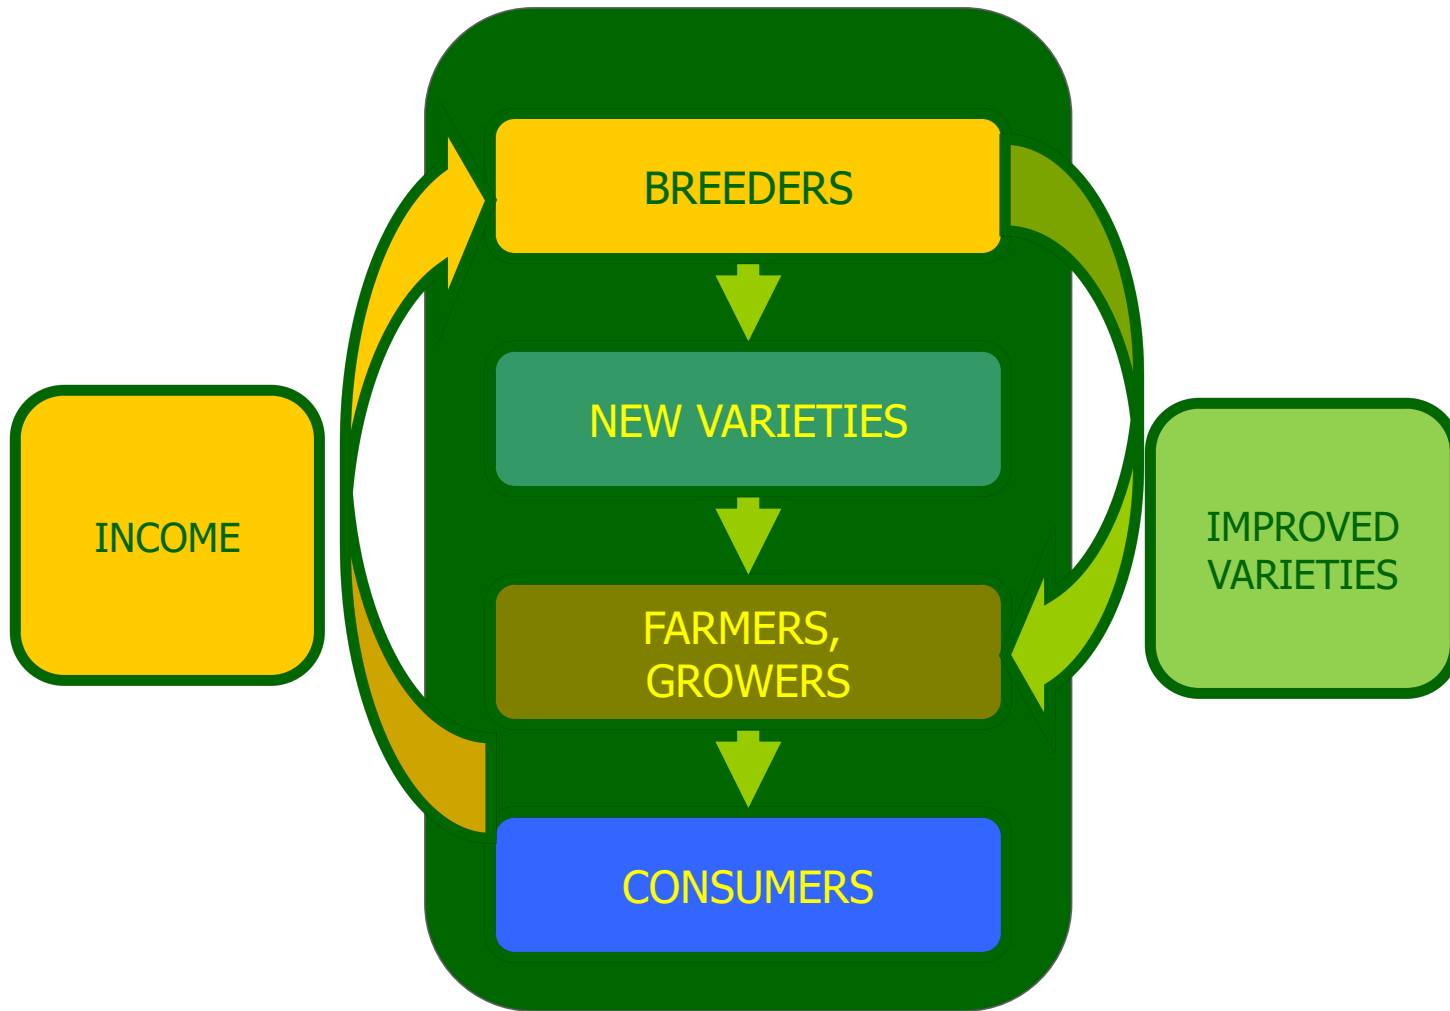 BREEDERS
NEW VARIETIES
FARMERS,
GROWERS
CONSUMERS
INCOME
IMPROVED
VARIETIES